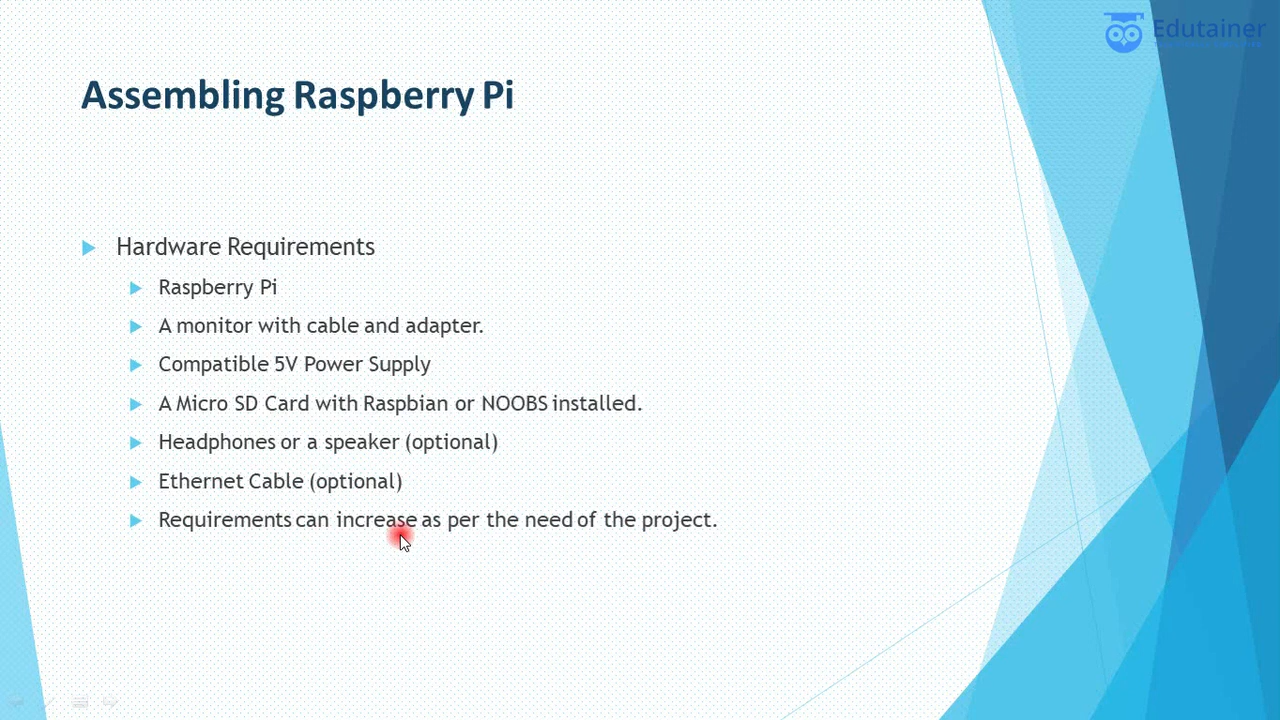 Edutainer
Assembling Raspberry Pi
Hardware Requirements
Raspberry Pi
A monitor with cable and adapter.
Compatible 5V Power Supply
A Micro SD Card with Raspbian or NOOBS installed.
Headphones or a speaker (optional)
Ethernet Cable (optional)
Requirements can increase as per the need of the project.